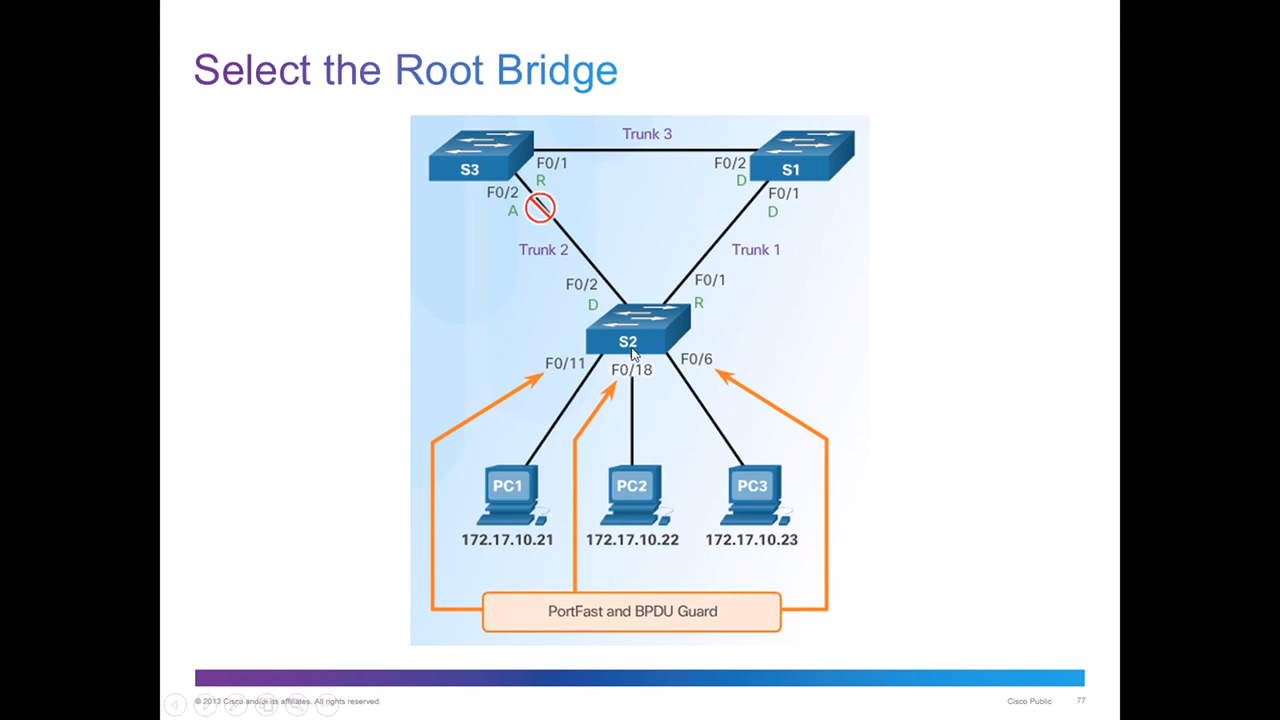 Select the Root Bridge
Trunk 3
S3
S1
F0/1
R
F0/2
D
F0/2
A
F0/1
D
Trunk 2
Trunk 1
F0/2
D
F0/1
R
S2
F0/11
F0/18
F0/6
PC1
PC2
PC3
172.17.10.21
172.17.10.22
172.17.10.23
PortFast and BPDU Guard
© 2013 Cisco and/or its affiliates. All rights reserved.
Cisco Public
77